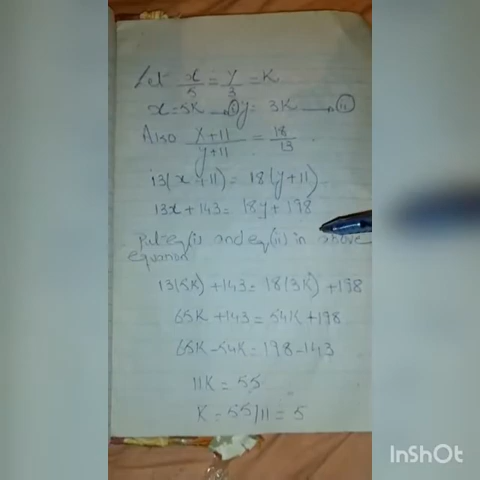 Let x/5 = y/3 = K
x = 5K → (i) y = 3K → (ii)
Also x+11/y+11 = 18/13
13(x+11) = 18(y+11)
13x + 143 = 18y + 198
Put eq(i) and eq(ii) in above
equation
13(5K) + 143 = 18(3K) + 198
65K + 143 = 54K + 198
65K - 54K = 198 - 143
11K = 55
K = 55/11 = 5
InShOt